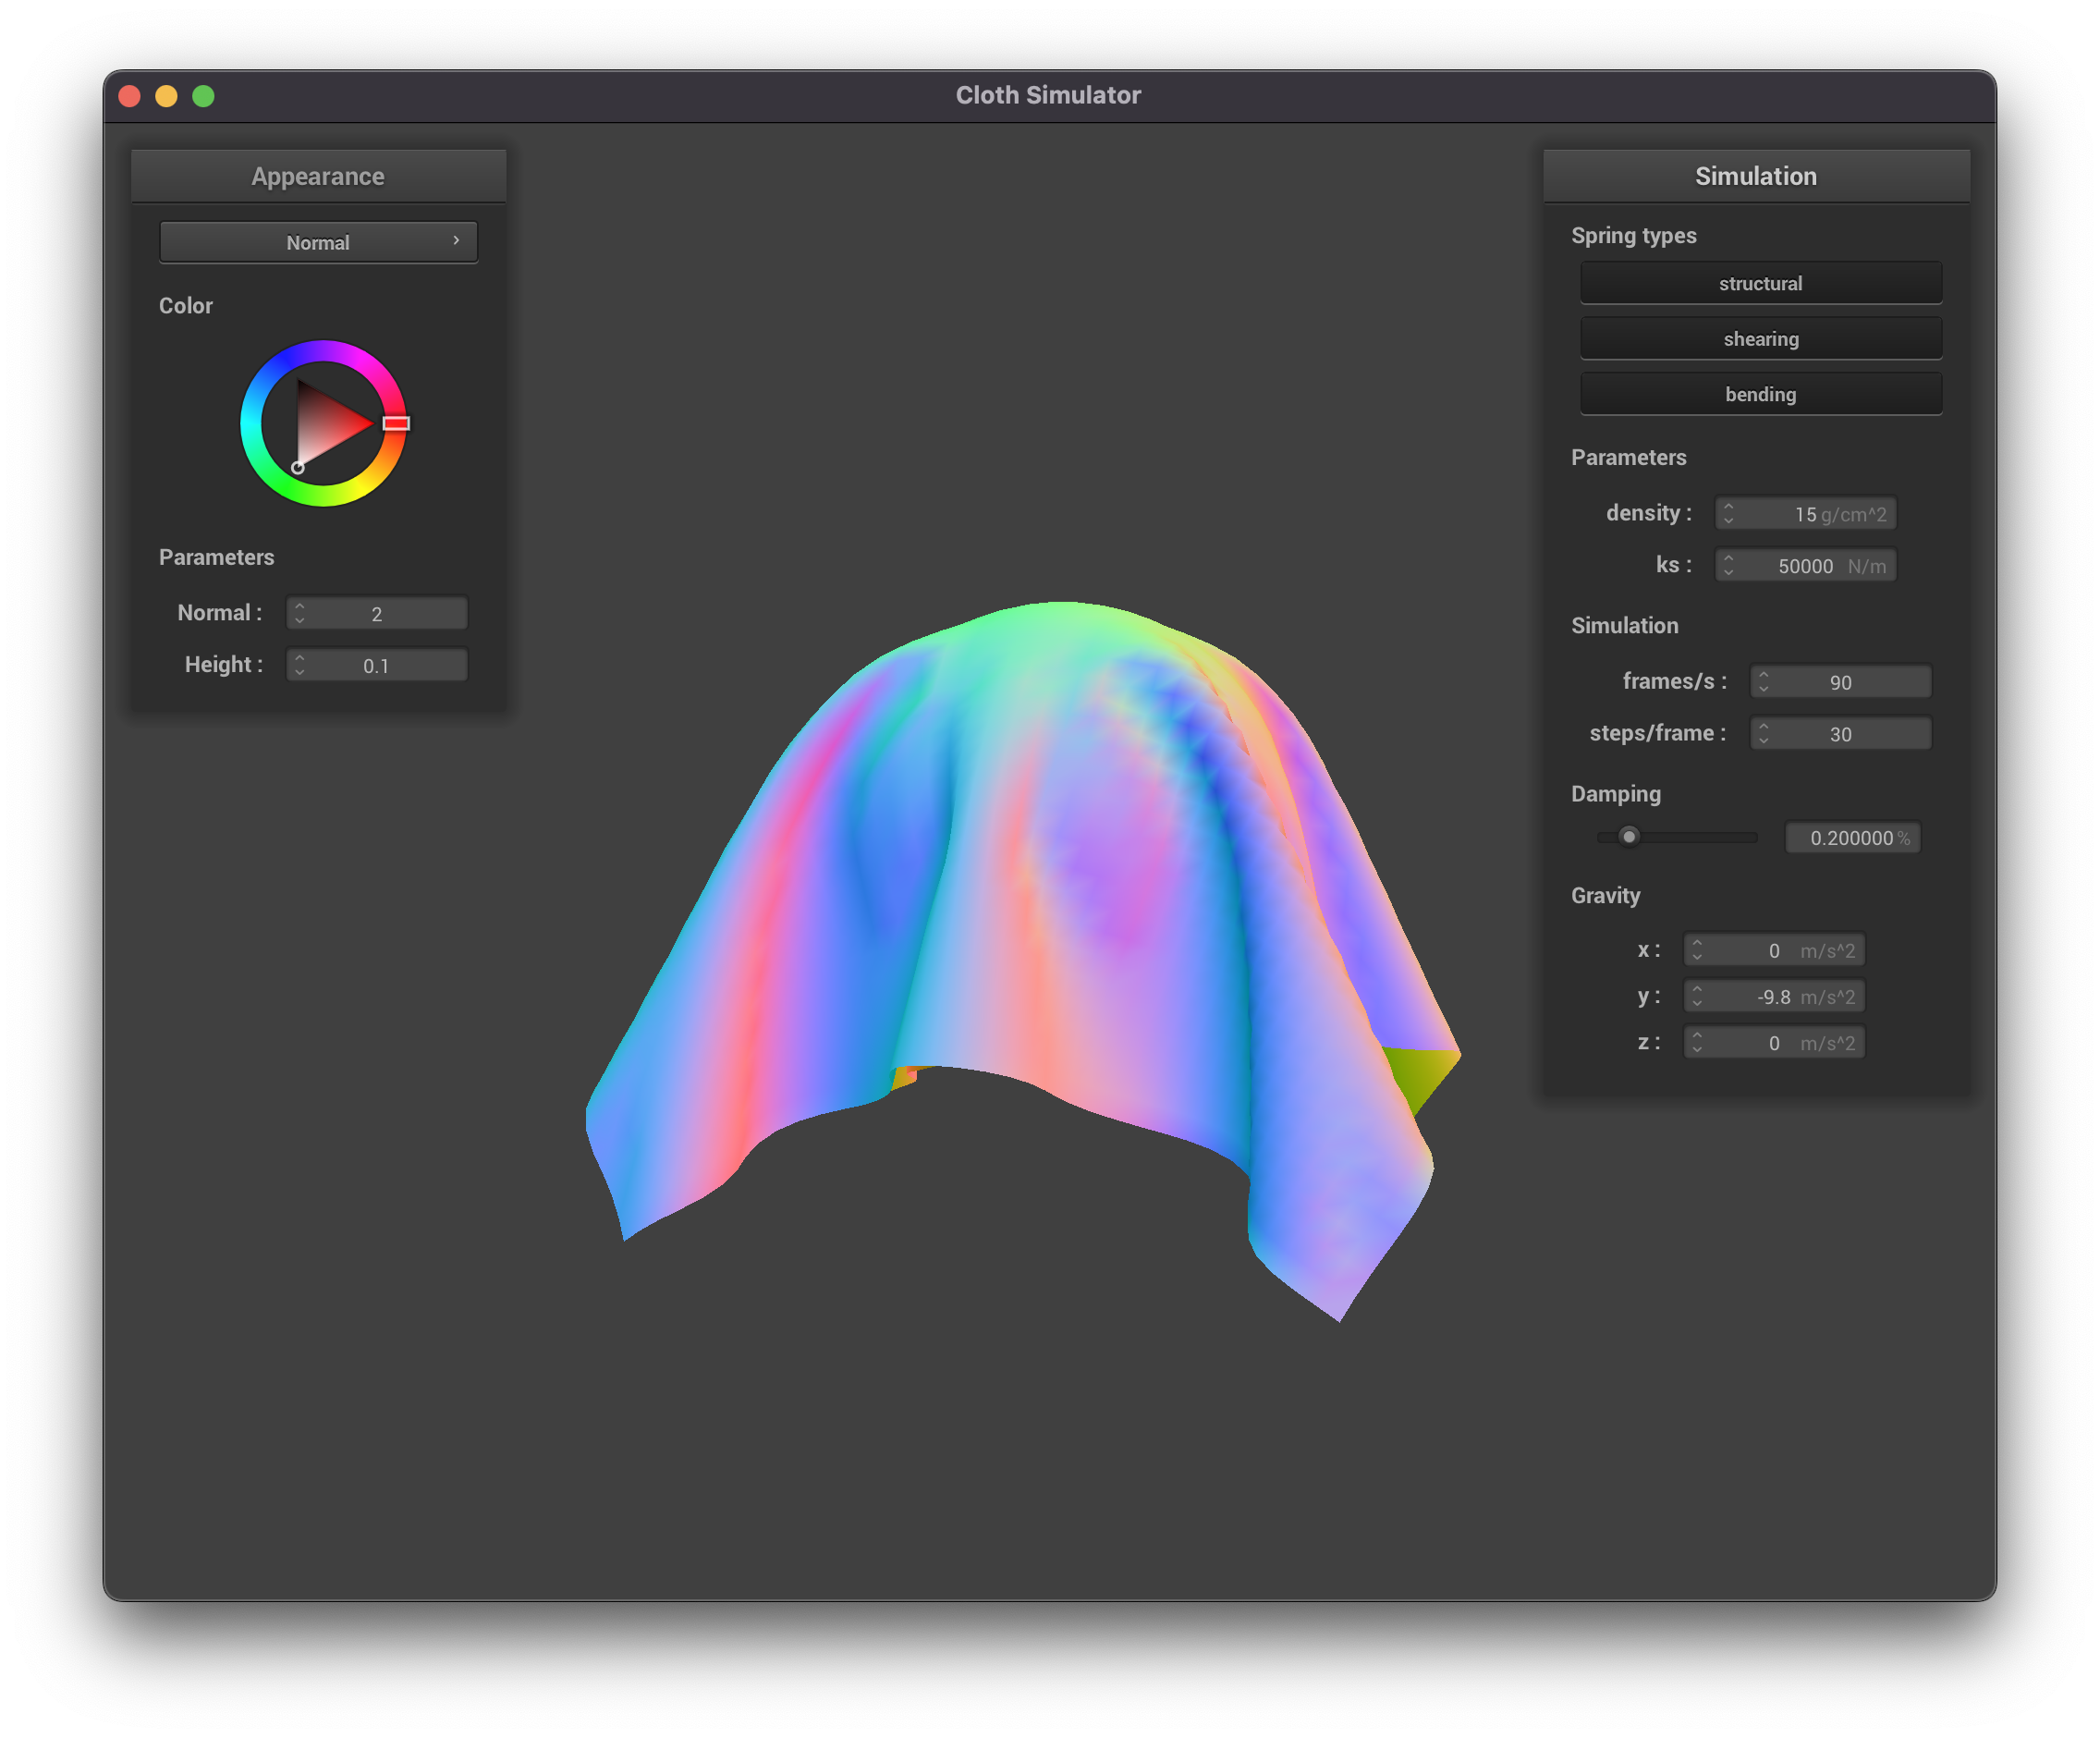 Cloth Simulator
Appearance
Normal
Color
Parameters
Normal : 2
Height : 0.1
Simulation
Spring types
structural
shearing
bending
Parameters
density : 15 g/cm^2
ks : 50000 N/m
Simulation
frames/s : 90
steps/frame : 30
Damping
0.200000 %
Gravity
x : 0 m/s^2
y : -9.8 m/s^2
z : 0 m/s^2